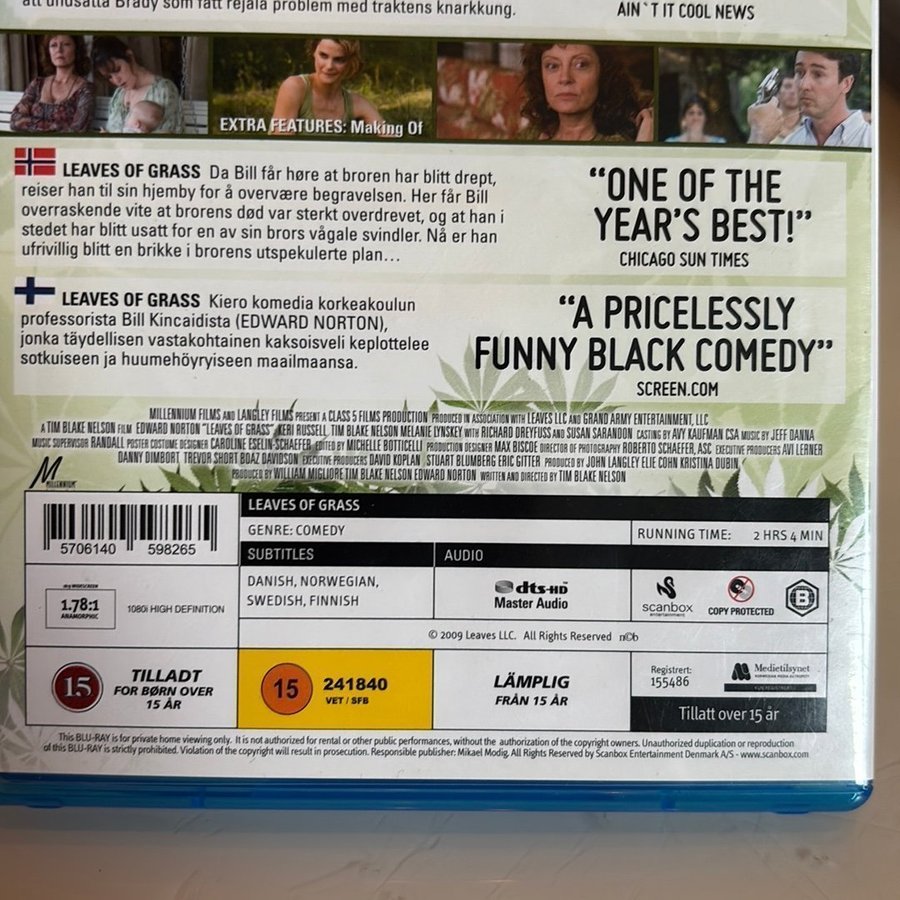 att undsätta Brady som fått rejäla problem med traktens knarkkung.
AIN`T IT COOL NEWS
EXTRA FEATURES: Making Of
LEAVES OF GRASS Da Bill får høre at broren har blitt drept,
reiser han til sin hjemby for å overvære begravelsen. Her får Bill
overraskende vite at brorens død var sterkt overdrevet, og at han i
stedet har blitt usatt for en av sin brors vågale svindler. Nå er han
ufrivillig blitt en brikke i brorens utspekulerte plan...
"ONE OF THE
YEAR'S BEST!"
CHICAGO SUN TIMES
LEAVES OF GRASS Kiero komedia korkeakoulun
professorista Bill Kincaidista (EDWARD NORTON),
jonka täydellisen vastakohtainen kaksoisveli keplottelee
sotkuiseen ja huumehöyryiseen maailmaansa.
"A PRICELESSLY
FUNNY BLACK COMEDY"
SCREEN.COM
MILLENNIUM FILMS AND LANGLEY FILMS PRESENT A CLASS 5 FILMS PRODUCTION PRODUCED IN ASSOCIATION WITH LEAVES LLC AND GRAND ARMY ENTERTAINMENT, LLC
A TIM BLAKE NELSON FILM EDWARD NORTON "LEAVES OF GRASS" KERI RUSSELL, TIM BLAKE NELSON MELANIE LYNSKEY WITH RICHARD DREYFUSS AND SUSAN SARANDON CASTING BY AVY KAUFMAN CSA MUSIC BY JEFF DANNA
MUSIC SUPERVISOR RANDALL POSTER COSTUME DESIGNER CAROLINE ESELIN-SCHAEFER EDITED BY MICHELLE BOTTICELLI PRODUCTION DESIGNER MAX BISCOE DIRECTOR OF PHOTOGRAPHY ROBERTO SCHAEFER, ASC EXECUTIVE PRODUCERS AVI LERNER
DANNY DIMBORT, TREVOR SHORT BOAZ DAVIDSON EXECUTIVE PRODUCERS DAVID KOPLAN STUART BLUMBERG ERIC GITTER PRODUCED BY JOHN LANGLEY ELIE COHN KRISTINA DUBIN
PRODUCED BY WILLIAM MIGLIORE TIM BLAKE NELSON EDWARD NORTON WRITTEN AND DIRECTED BY TIM BLAKE NELSON
M
MILLENNIUM
5706140 598265
LEAVES OF GRASS
GENRE: COMEDY
RUNNING TIME: 2 HRS 4 MIN
SUBTITLES
AUDIO
DANISH, NORWEGIAN,
SWEDISH, FINNISH
dts-HD
Master Audio
scanbox
COPY PROTECTED
B
16:9 WIDESCREEN
1.78:1
ANAMORPHIC
1080i HIGH DEFINITION
© 2009 Leaves LLC. All Rights Reserved n©b
15
TILLADT
FOR BØRN OVER
15 ÅR
15
241840
VET / SFB
LÄMPLIG
FRÅN 15 ÅR
Registrert:
155486
Medietilsynet
NORWEGIAN MEDIA AUTHORITY
Tillatt over 15 år
This BLU-RAY is for private home viewing only. It is not authorized for rental or other public performances, without the authorization of the copyright owners. Unauthorized duplication or reproduction
of this BLU-RAY is strictly prohibited. Violation of the copyright will result in prosecution. Responsible publisher: Mikael Modig. All Rights Reserved by Scanbox Entertainment Denmark A/S - www.scanbox.com